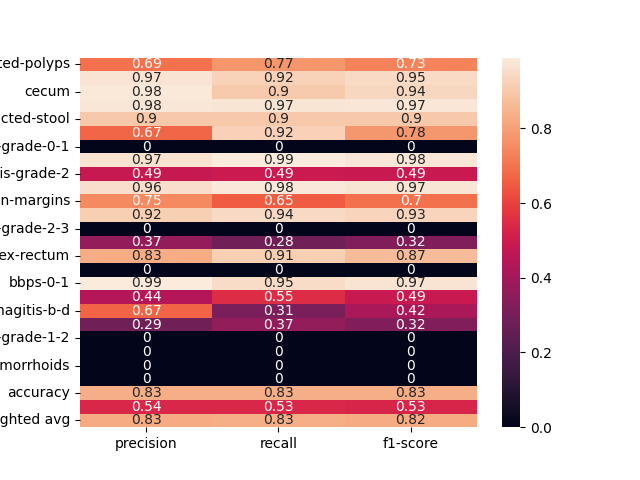 ted-polyps 0.69 0.77 0.73
0.97 0.92 0.95
cecum 0.98 0.9 0.94
0.98 0.97 0.97
cted-stool 0.9 0.9 0.9
0.67 0.92 0.78
-grade-0-1 0 0 0
0.97 0.99 0.98
is-grade-2 0.49 0.49 0.49
0.96 0.98 0.97
n-margins 0.75 0.65 0.7
0.92 0.94 0.93
-grade-2-3 0 0 0
0.37 0.28 0.32
ex-rectum 0.83 0.91 0.87
0 0 0
bbps-0-1 0.99 0.95 0.97
0.44 0.55 0.49
nagitis-b-d 0.67 0.31 0.42
0.29 0.37 0.32
-grade-1-2 0 0 0
0 0 0
morrhoids 0 0 0
0 0 0
accuracy 0.83 0.83 0.83
0.54 0.53 0.53
ghted avg 0.83 0.83 0.82
precision recall f1-score
0.8
0.6
0.4
0.2
0.0